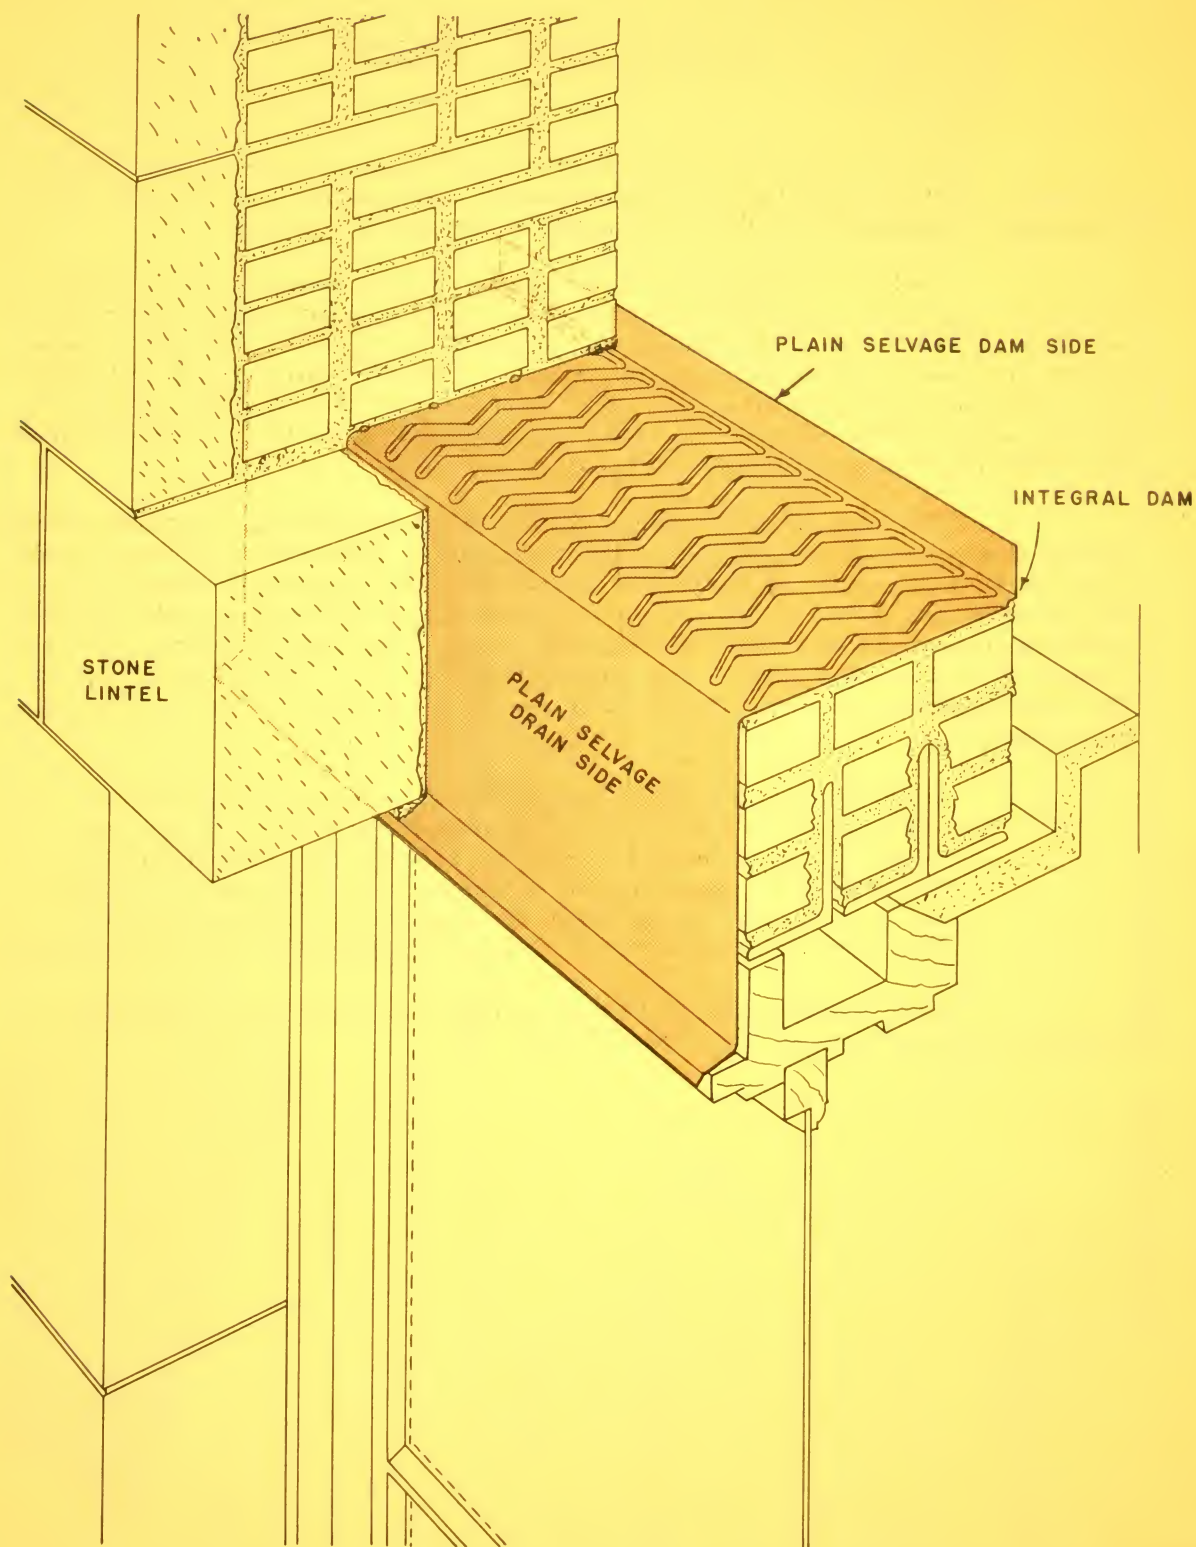 PLAIN SELVAGE DAM SIDE
INTEGRAL DAM
STONE
LINTEL
PLAIN SELVAGE
DRAIN SIDE